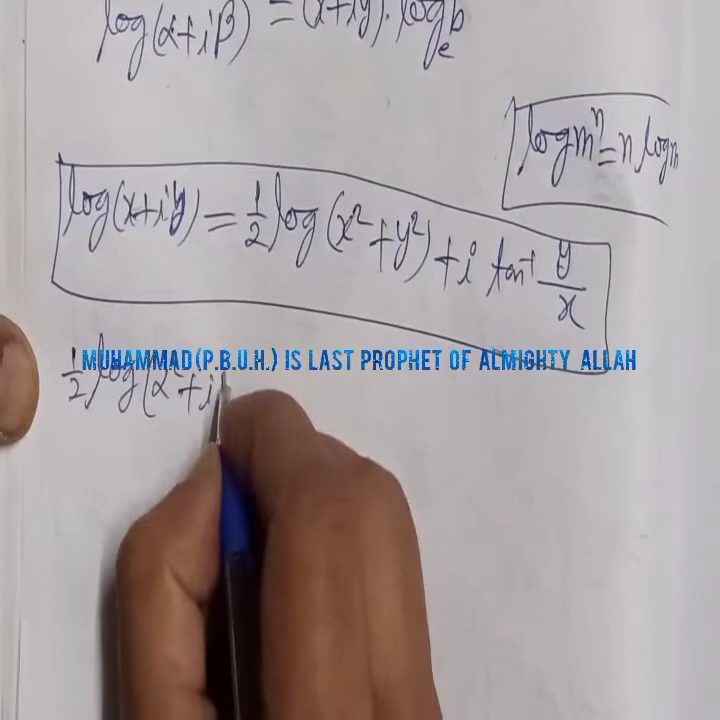 log(α+iβ) = (x+iy). log_e b
log m^n = n log m
log(x+iy) = 1/2 log(x²+y²) + i tan⁻¹ y/x
MUHAMMAD(P.B.U.H.) IS LAST PROPHET OF ALMIGHTY ALLAH
1/2 log(α²+i